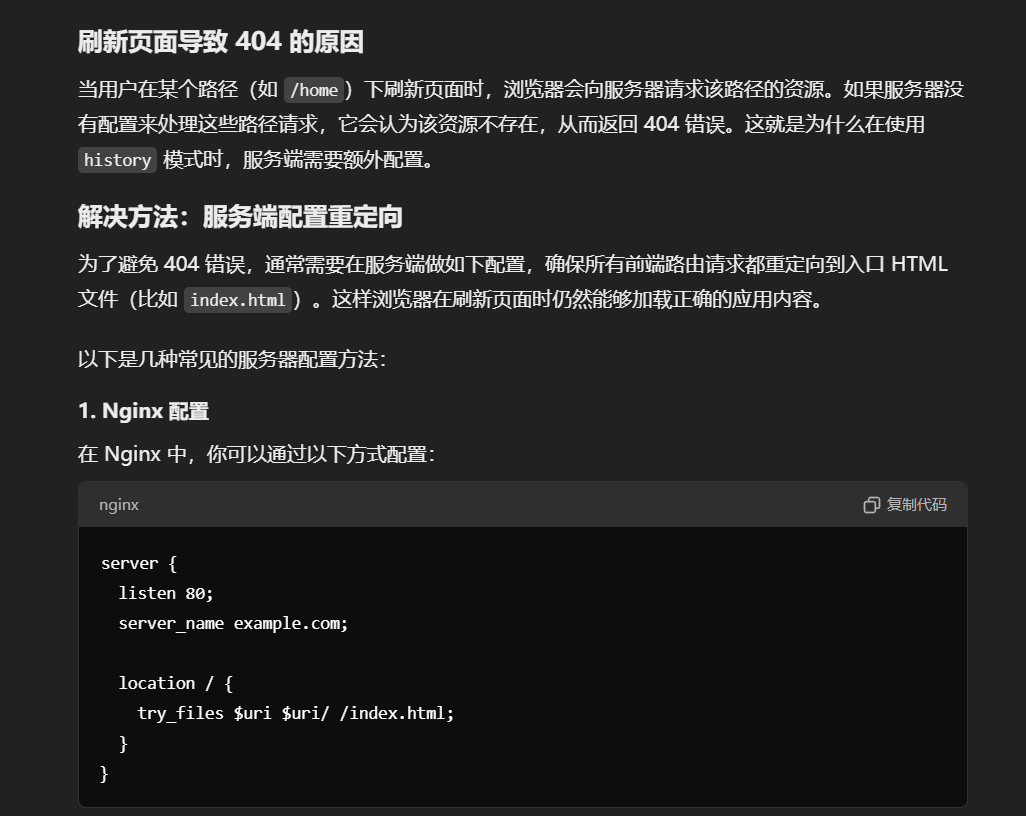 刷新页面导致 404 的原因
当用户在某个路径（如 /home）下刷新页面时，浏览器会向服务器请求该路径的资源。如果服务器没
有配置来处理这些路径请求，它会认为该资源不存在，从而返回 404 错误。这就是为什么在使用
history 模式时，服务端需要额外配置。
解决方法：服务端配置重定向
为了避免 404 错误，通常需要在服务端做如下配置，确保所有前端路由请求都重定向到入口 HTML
文件（比如 index.html）。这样浏览器在刷新页面时仍然能够加载正确的应用内容。
以下是几种常见的服务器配置方法：
1. Nginx 配置
在 Nginx 中，你可以通过以下方式配置：
nginx 复制代码
server {
  listen 80;
  server_name example.com;
  location / {
    try_files $uri $uri/ /index.html;
  }
}